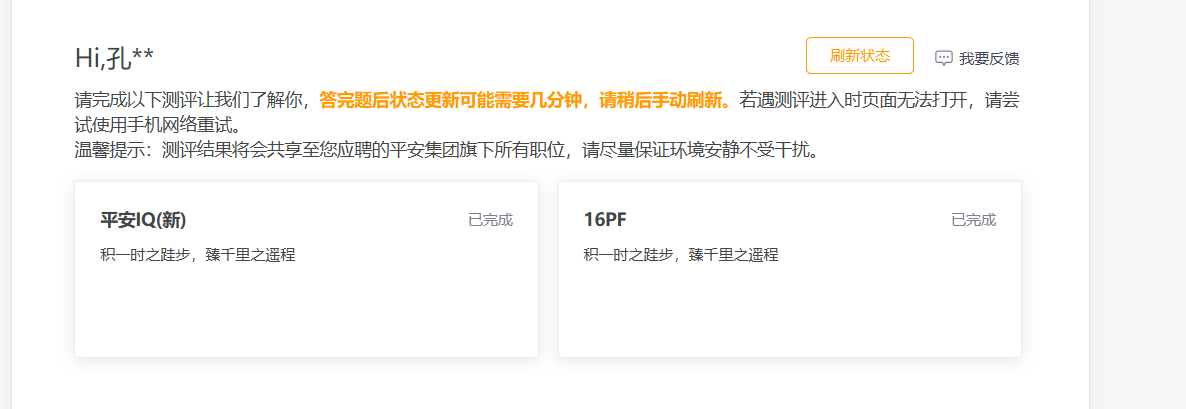 Hi,孔**
刷新状态
我要反馈
请完成以下测评让我们了解你，答完题后状态更新可能需要几分钟，请稍后手动刷新。若遇测评进入时页面无法打开，请尝
试使用手机网络重试。
温馨提示：测评结果将会共享至您应聘的平安集团旗下所有职位，请尽量保证环境安静不受干扰。
平安IQ(新)
已完成
积一时之跬步，臻千里之遥程
16PF
已完成
积一时之跬步，臻千里之遥程